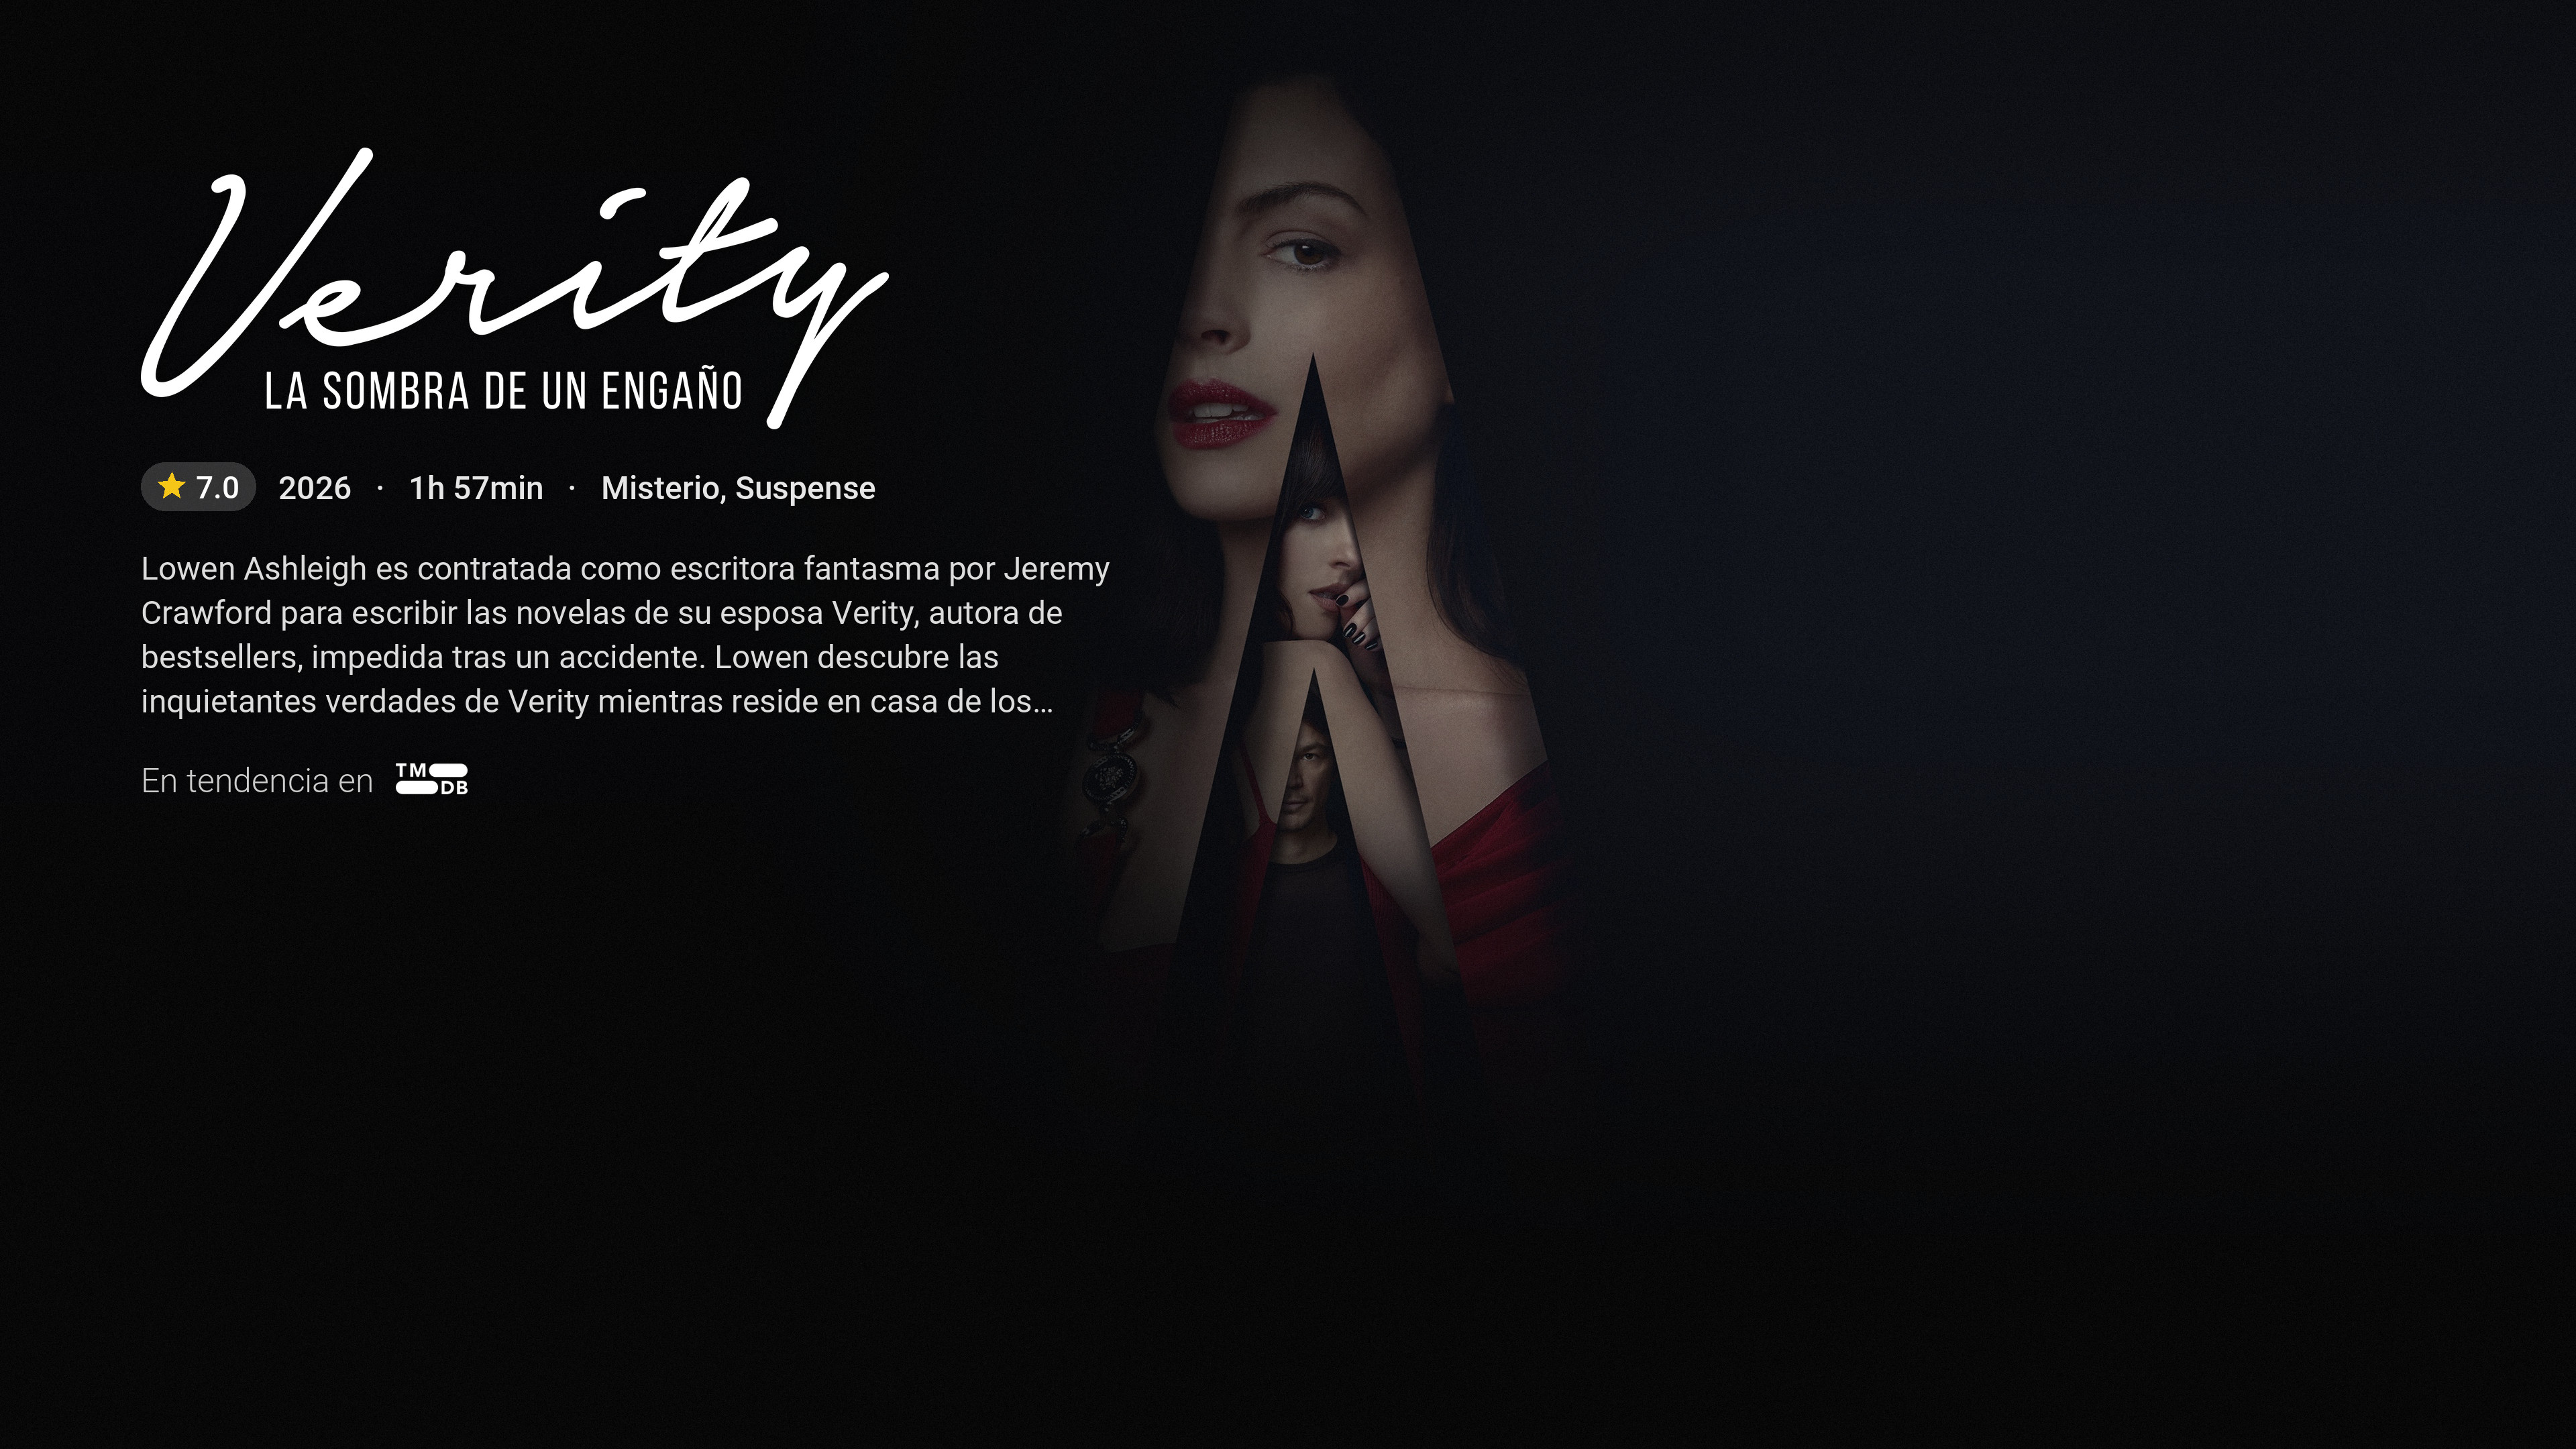 Verity
LA SOMBRA DE UN ENGAÑO
7.0 2026 · 1h 57min · Misterio, Suspense
Lowen Ashleigh es contratada como escritora fantasma por Jeremy
Crawford para escribir las novelas de su esposa Verity, autora de
bestsellers, impedida tras un accidente. Lowen descubre las
inquietantes verdades de Verity mientras reside en casa de los…
En tendencia en TMDB